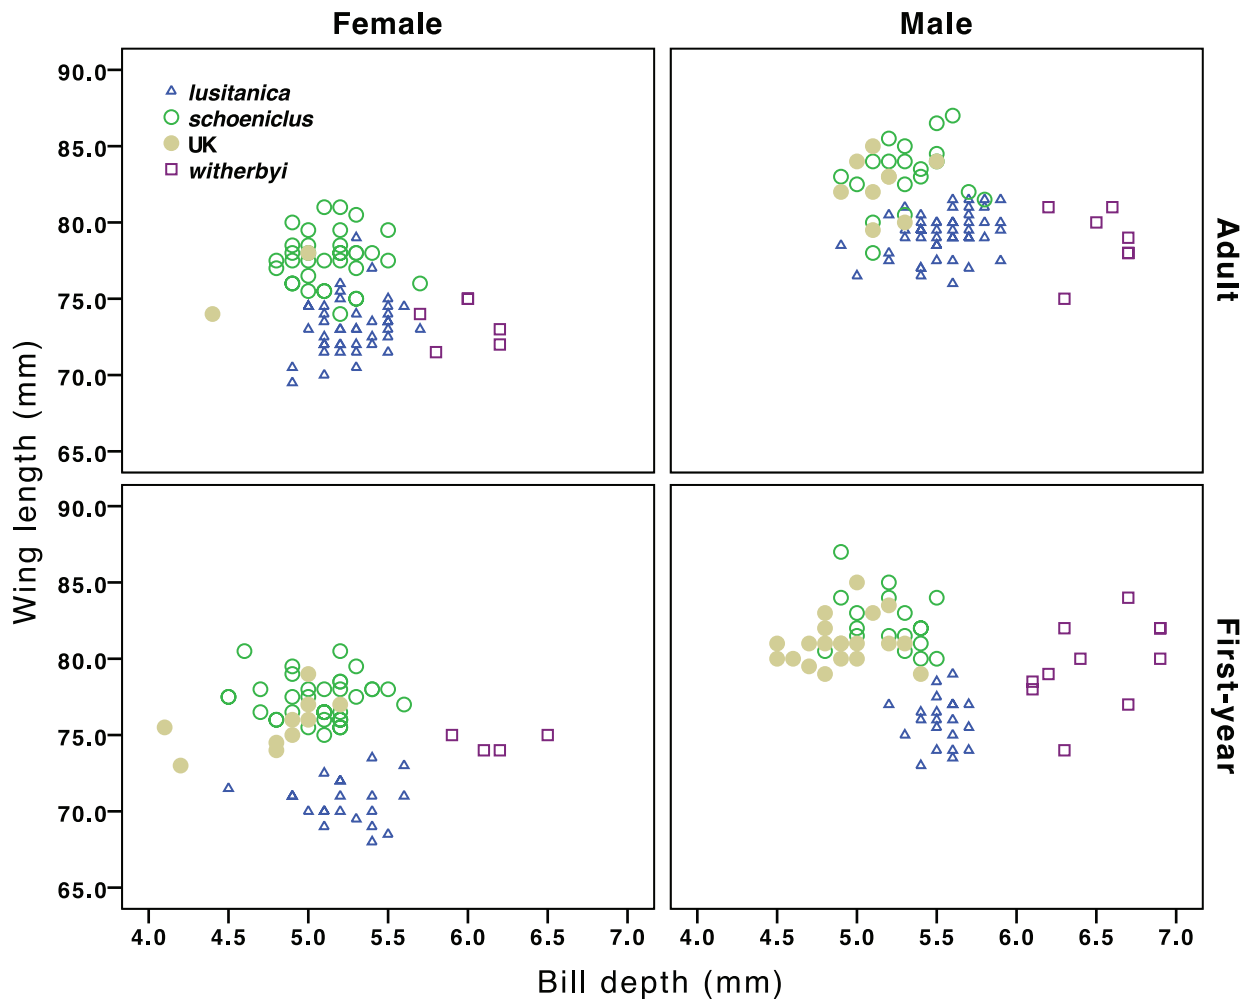 Female Male
90.0
lusitanica
schoeniclus
UK
witherbyi
85.0
80.0
75.0
70.0
65.0
Adult
Wing length (mm)
90.0
85.0
80.0
75.0
70.0
65.0
First-year
4.0 4.5 5.0 5.5 6.0 6.5 7.0 4.0 4.5 5.0 5.5 6.0 6.5 7.0
Bill depth (mm)